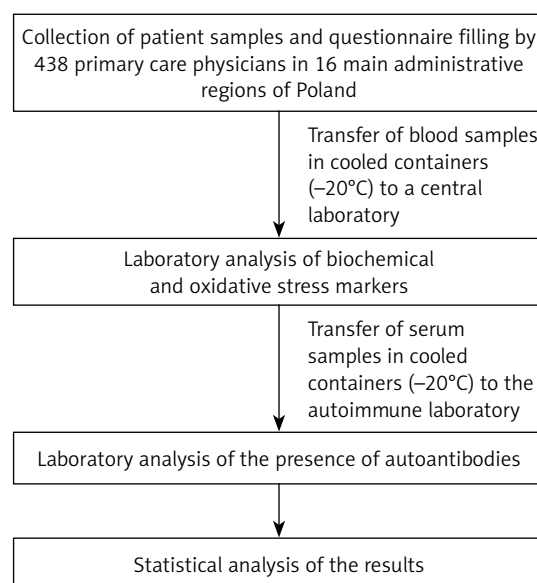 Collection of patient samples and questionnaire filling by
438 primary care physicians in 16 main administrative
regions of Poland
Transfer of blood samples
in cooled containers
(–20°C) to a central
laboratory
Laboratory analysis of biochemical
and oxidative stress markers
Transfer of serum
samples in cooled
containers (–20°C) to the
autoimmune laboratory
Laboratory analysis of the presence of autoantibodies
Statistical analysis of the results